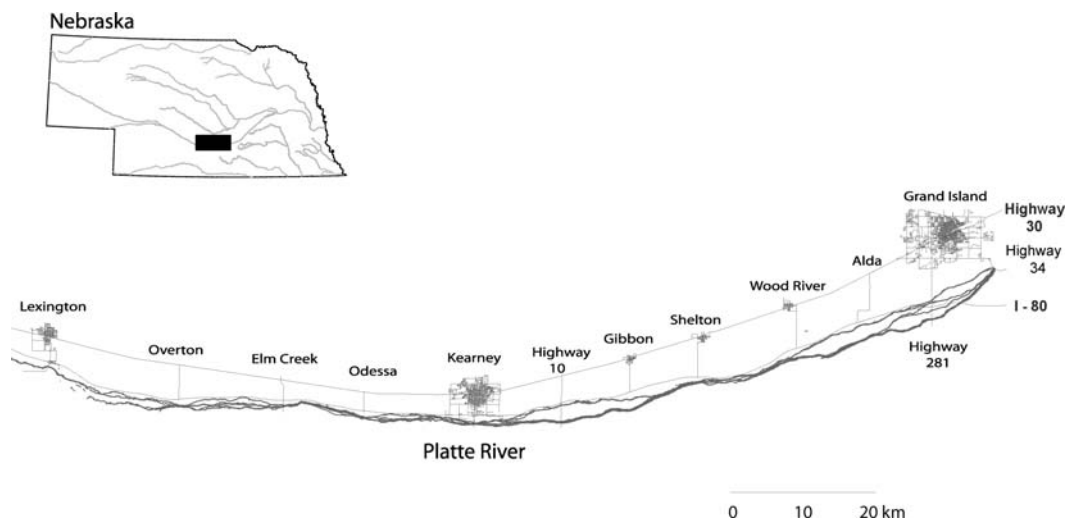 Nebraska
Grand Island
Highway
30
Highway
34
Alda
Wood River
I - 80
Lexington
Shelton
Gibbon
Highway
281
Overton
Elm Creek
Odessa
Kearney
Highway
10
Platte River
0 10 20 km